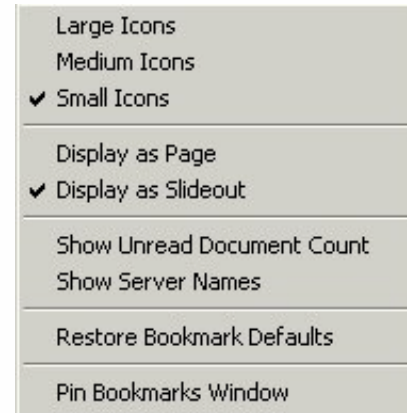 Large Icons
Medium Icons
Small Icons
Display as Page
Display as Slideout
Show Unread Document Count
Show Server Names
Restore Bookmark Defaults
Pin Bookmarks Window